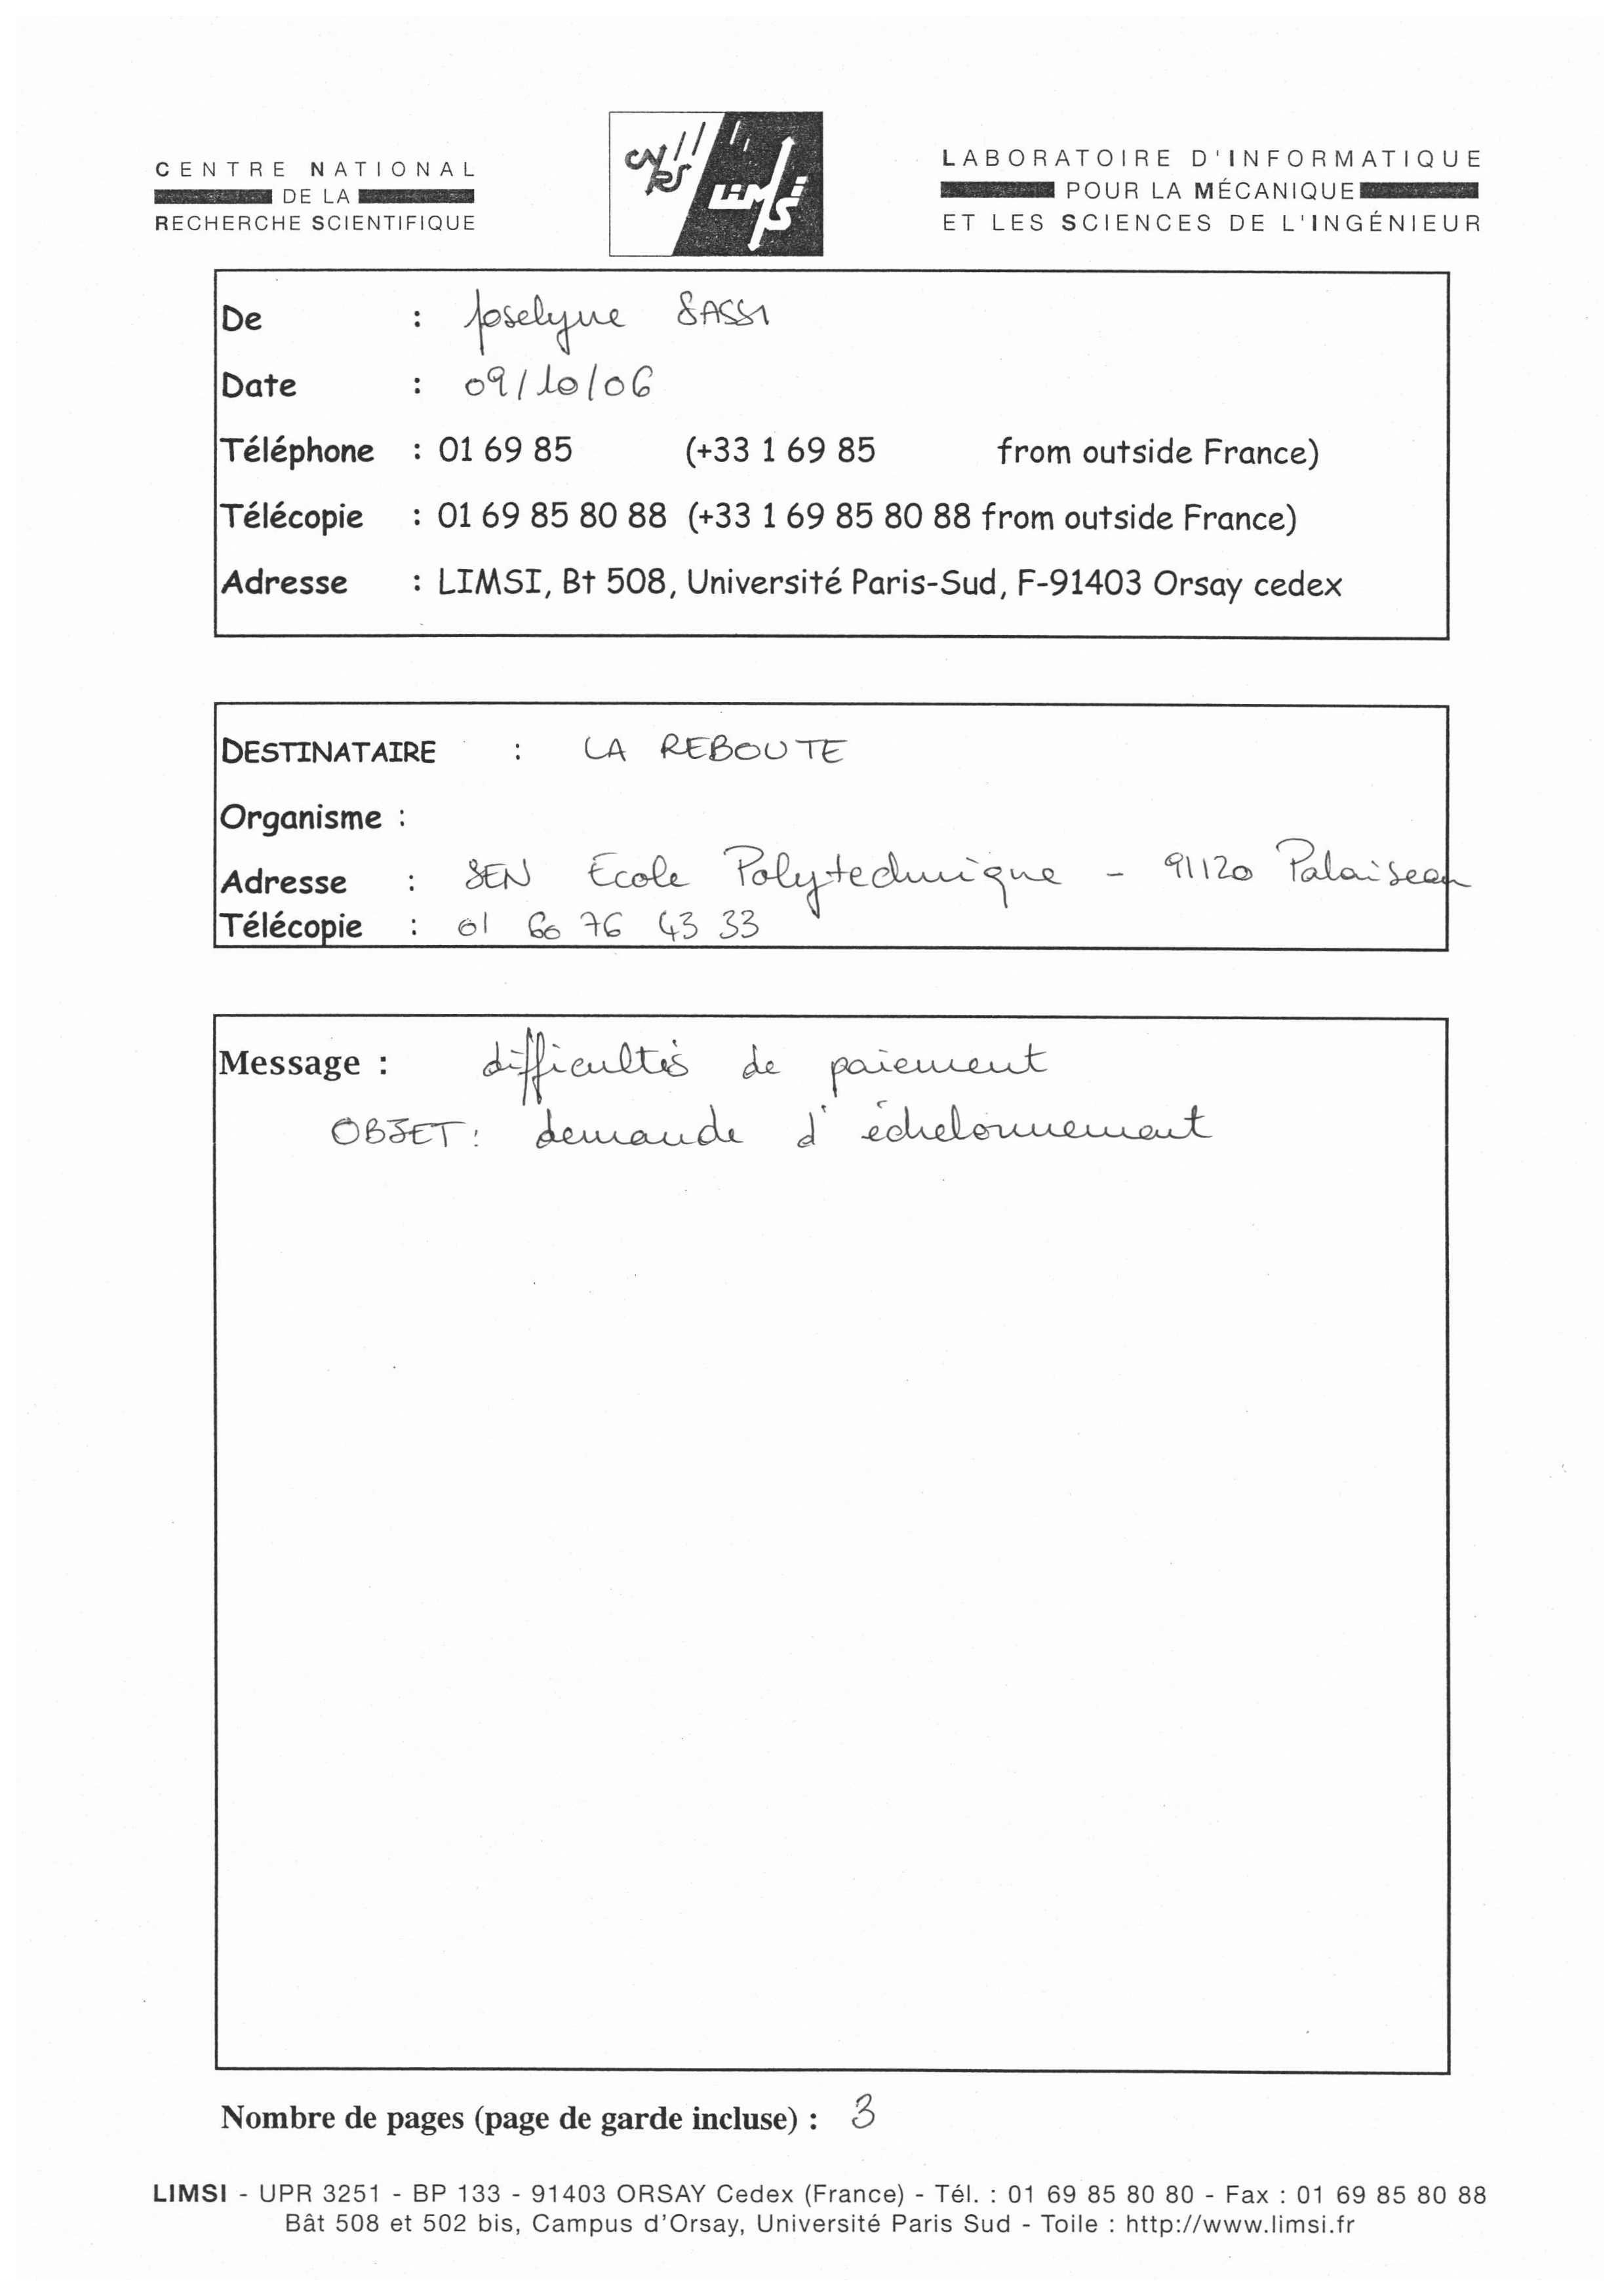 CENTRE NATIONAL
DE LA
RECHERCHE SCIENTIFIQUE
CNRS LIMSI
LABORATOIRE D'INFORMATIQUE
POUR LA MÉCANIQUE
ET LES SCIENCES DE L'INGÉNIEUR
De : Joselyne SASSI
Date : 09/10/06
Téléphone : 01 69 85 (+33 1 69 85 from outside France)
Télécopie : 01 69 85 80 88 (+33 1 69 85 80 88 from outside France)
Adresse : LIMSI, Bt 508, Université Paris-Sud, F-91403 Orsay cedex
DESTINATAIRE : LA REBOUTE
Organisme :
Adresse : SEN Ecole Polytechnique - 91120 Palaiseau
Télécopie : 01 60 76 43 33
Message : difficultés de paiement
OBJET: demande d'échelonnement
Nombre de pages (page de garde incluse) : 3
LIMSI - UPR 3251 - BP 133 - 91403 ORSAY Cedex (France) - Tél. : 01 69 85 80 80 - Fax : 01 69 85 80 88
Bât 508 et 502 bis, Campus d'Orsay, Université Paris Sud - Toile : http://www.limsi.fr